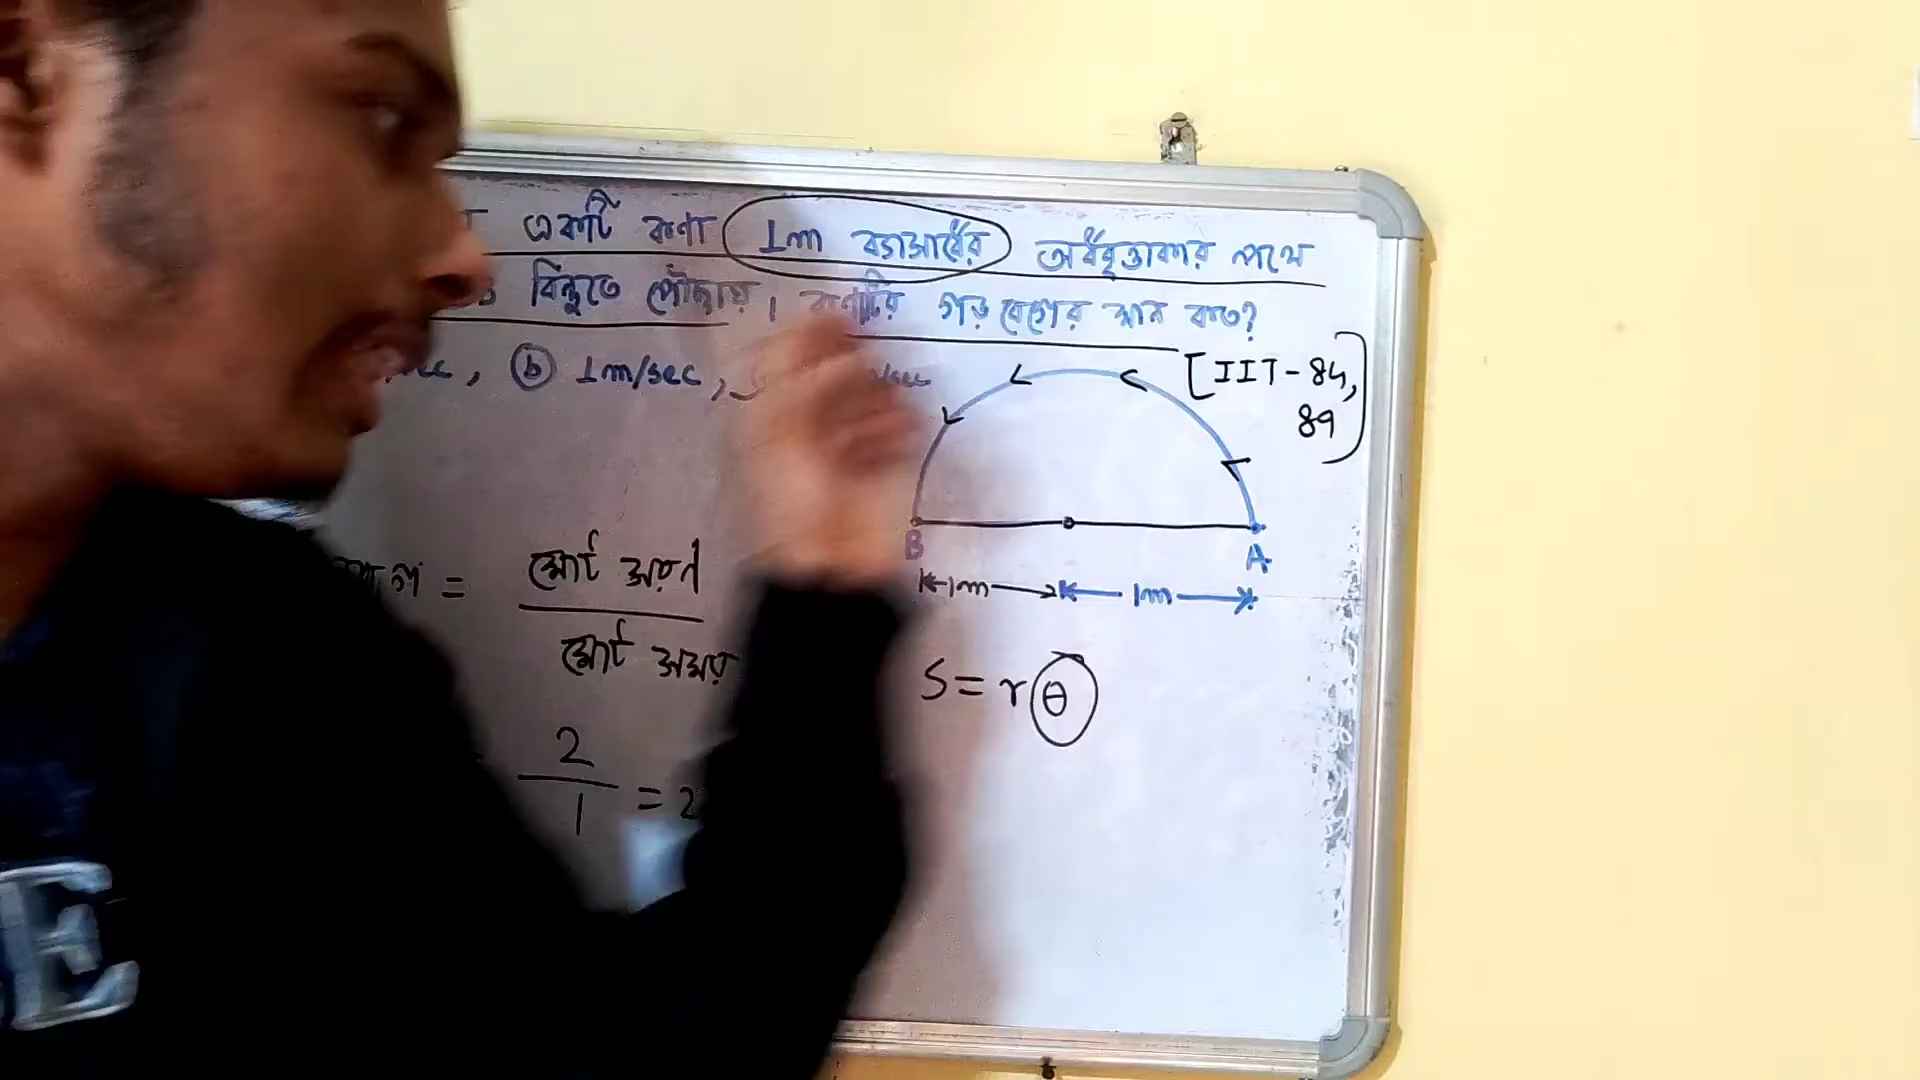 একটি কণা 1m ব্যাসার্ধের অর্ধবৃত্তাকার পথে
বিন্দুতে পৌঁছায়। কণাটির গড় বেগের মান কত?
, ⓑ 1m/sec,
[IIT-84,
89]
B A
1m 1m
= মোট সরণ
মোট সময়
S = rθ
2
1
= 2
E